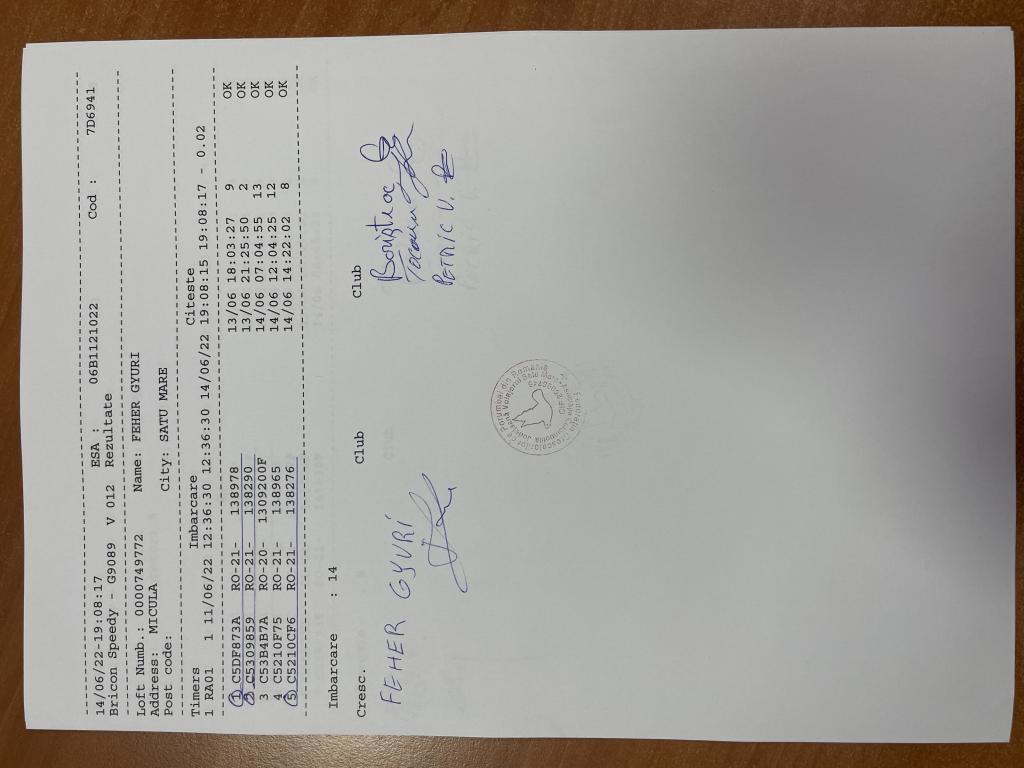 14/06/22-19:08:17 ESA : 06B1121022 Cod : 7D6941
Bricon Speedy - G9089 V 012 Rezultate
Loft Numb.: 0000749772 Name: FEHER GYURI
Address: MICULA
Post code: City: SATU MARE
Timers Imbarcare Citeste
1 RA01 1 11/06/22 12:36:30 12:36:30 14/06/22 19:08:15 19:08:17 - 0.02
1 C5DF873A RO-21- 138978 13/06 18:03:27 9 OK
2 C5309859 RO-21- 138290 13/06 21:25:50 2 OK
3 C53B4B7A RO-20- 1309200F 14/06 07:04:55 13 OK
4 C5210F75 RO-21- 138965 14/06 12:04:25 12 OK
5 C5210CF6 RO-21- 138276 14/06 14:22:02 8 OK
Imbarcare : 14
Cresc. Club Club
FEHER GYURI
PETRIC V.